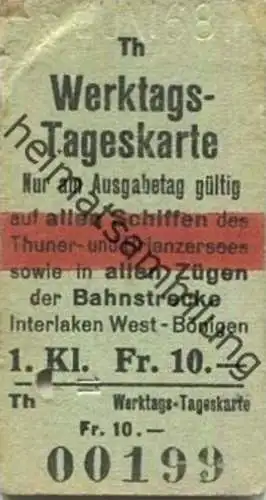 Th
Werktags-
Tageskarte
Nur am Ausgabetag gültig
auf allen Schiffen des
Thuner- und Brienzersees
sowie in allen Zügen
der Bahnstrecke
Interlaken West - Bönigen
1. Kl. Fr. 10.—
Th Werktags-Tageskarte
Fr. 10.—
00199
heimatsammlung